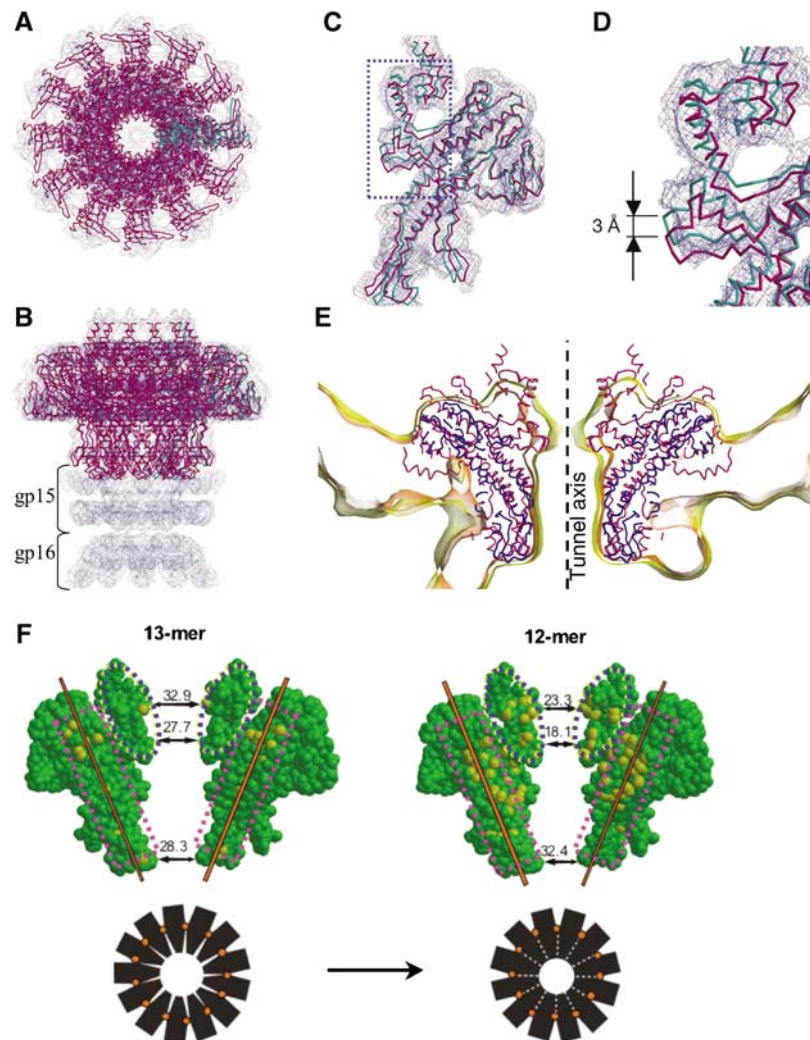 A
C
D
3 Å
B
gp15
gp16
E
Tunnel axis
F
13-mer
12-mer
32.9
27.7
28.3
23.3
18.1
32.4